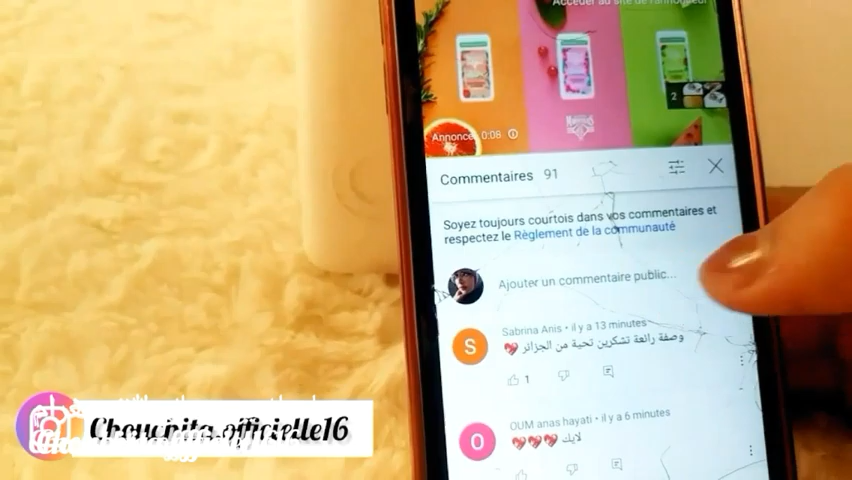 Accéder au site de l'annonceur
2
Annonce 0:08
Commentaires 91
Soyez toujours courtois dans vos commentaires et
respectez le Règlement de la communauté
Ajouter un commentaire public...
Sabrina Anis • il y a 13 minutes
S
وصفة رائعة تشكرين تحية من الجزائر 💖
1
OUM anas hayati • il y a 6 minutes
O
لايك 💖💖💖
Chouchita.officielle16